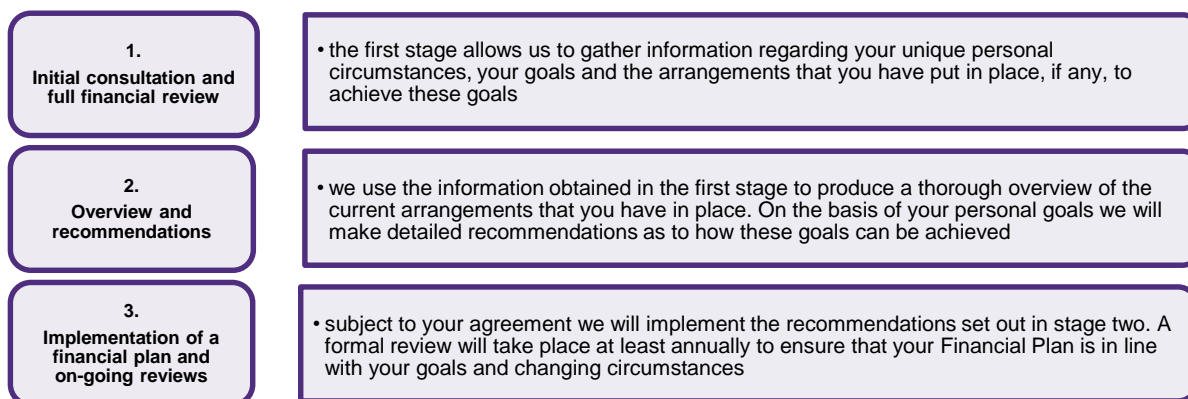 1.
Initial consultation and
full financial review
• the first stage allows us to gather information regarding your unique personal
circumstances, your goals and the arrangements that you have put in place, if any, to
achieve these goals
2.
Overview and
recommendations
• we use the information obtained in the first stage to produce a thorough overview of the
current arrangements that you have in place. On the basis of your personal goals we will
make detailed recommendations as to how these goals can be achieved
3.
Implementation of a
financial plan and
on-going reviews
• subject to your agreement we will implement the recommendations set out in stage two. A
formal review will take place at least annually to ensure that your Financial Plan is in line
with your goals and changing circumstances